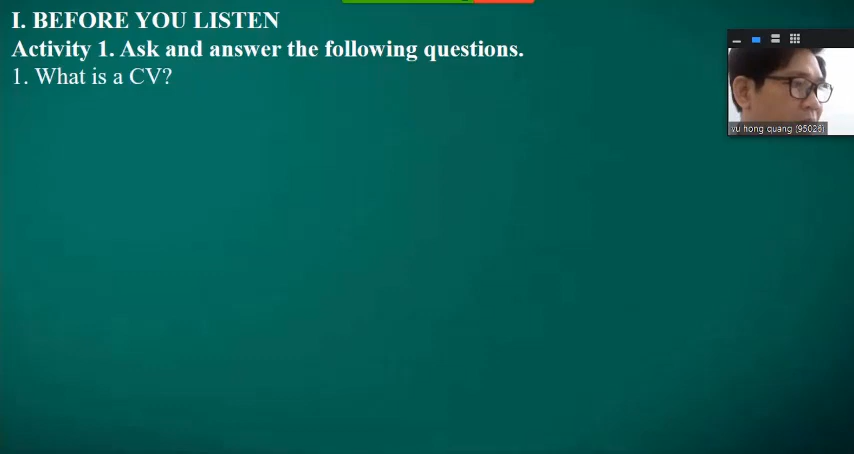 I. BEFORE YOU LISTEN
Activity 1. Ask and answer the following questions.
1. What is a CV?
vu hong quang (95026)